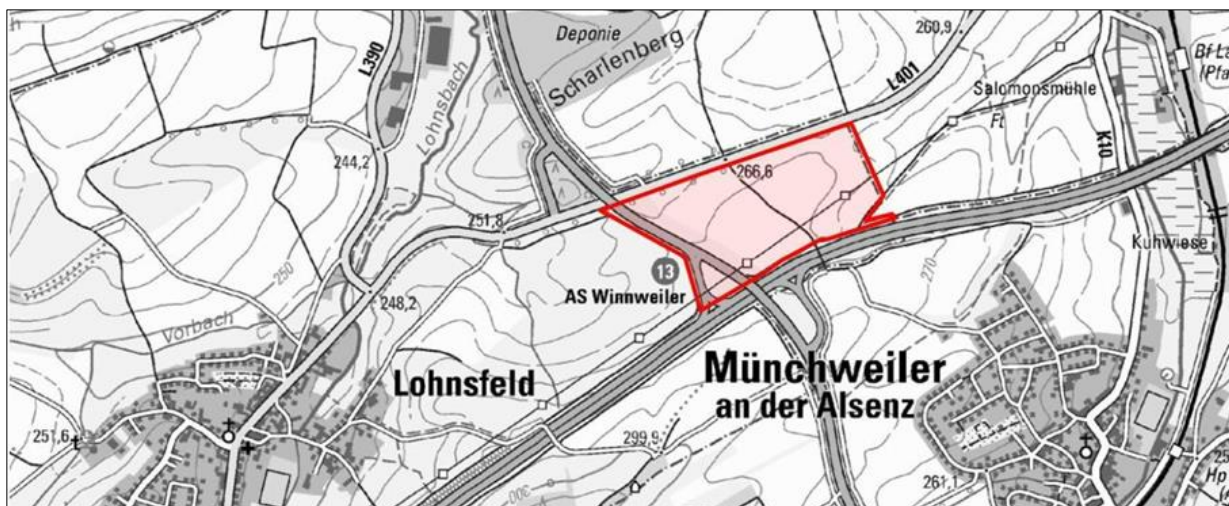 Deponie
Scharlenberg
260,9
Bf La
(Pfa
L390
Lohnsbach
L401
Salomonsmühle
Ft
K10
244,2
266,6
251,8
Kuhwiese
250
13
AS Winnweiler
270
248,2
Vorbach
Lohnsfeld
Münchweiler
an der Alsenz
251,6
299,9
300
261,1
25
Hp